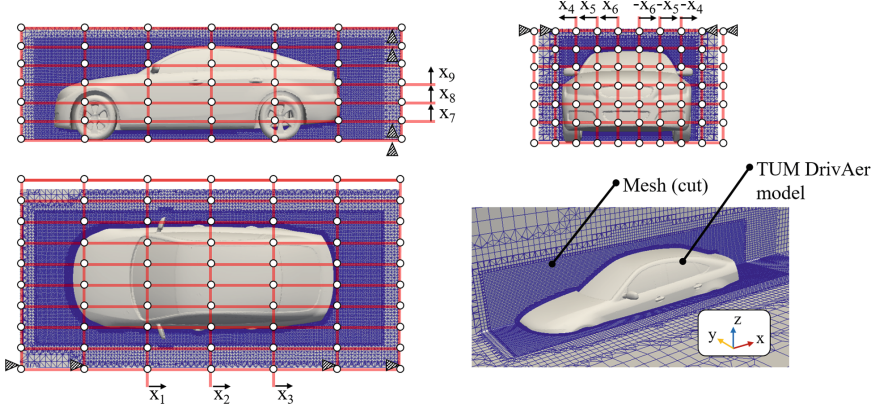 x₄ x₅ x₆ -x₆ -x₅ -x₄
x₉
x₈
x₇
Mesh (cut)
TUM DrivAer
model
z
y x
x₁ x₂ x₃